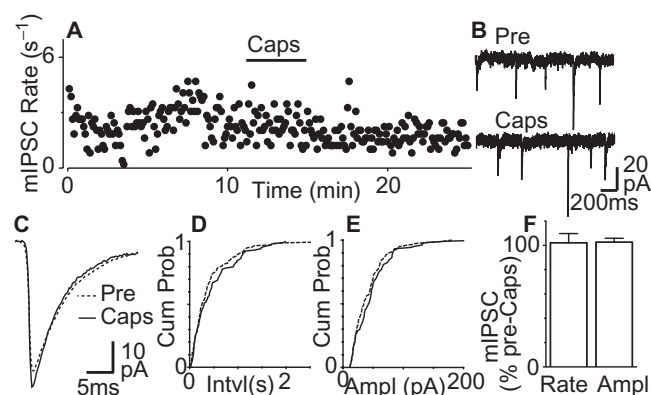 A
mIPSC Rate (s⁻¹)
6
0
Caps
0
10
20
Time (min)
B
Pre
Caps
20
pA
200ms
C
Pre
Caps
10
pA
5ms
D
Cum Prob
1
0
0
2
Intvl(s)
E
Cum Prob
1
0
0
200
Ampl (pA)
F
mIPSC
(% pre-Caps)
100
0
Rate
Ampl